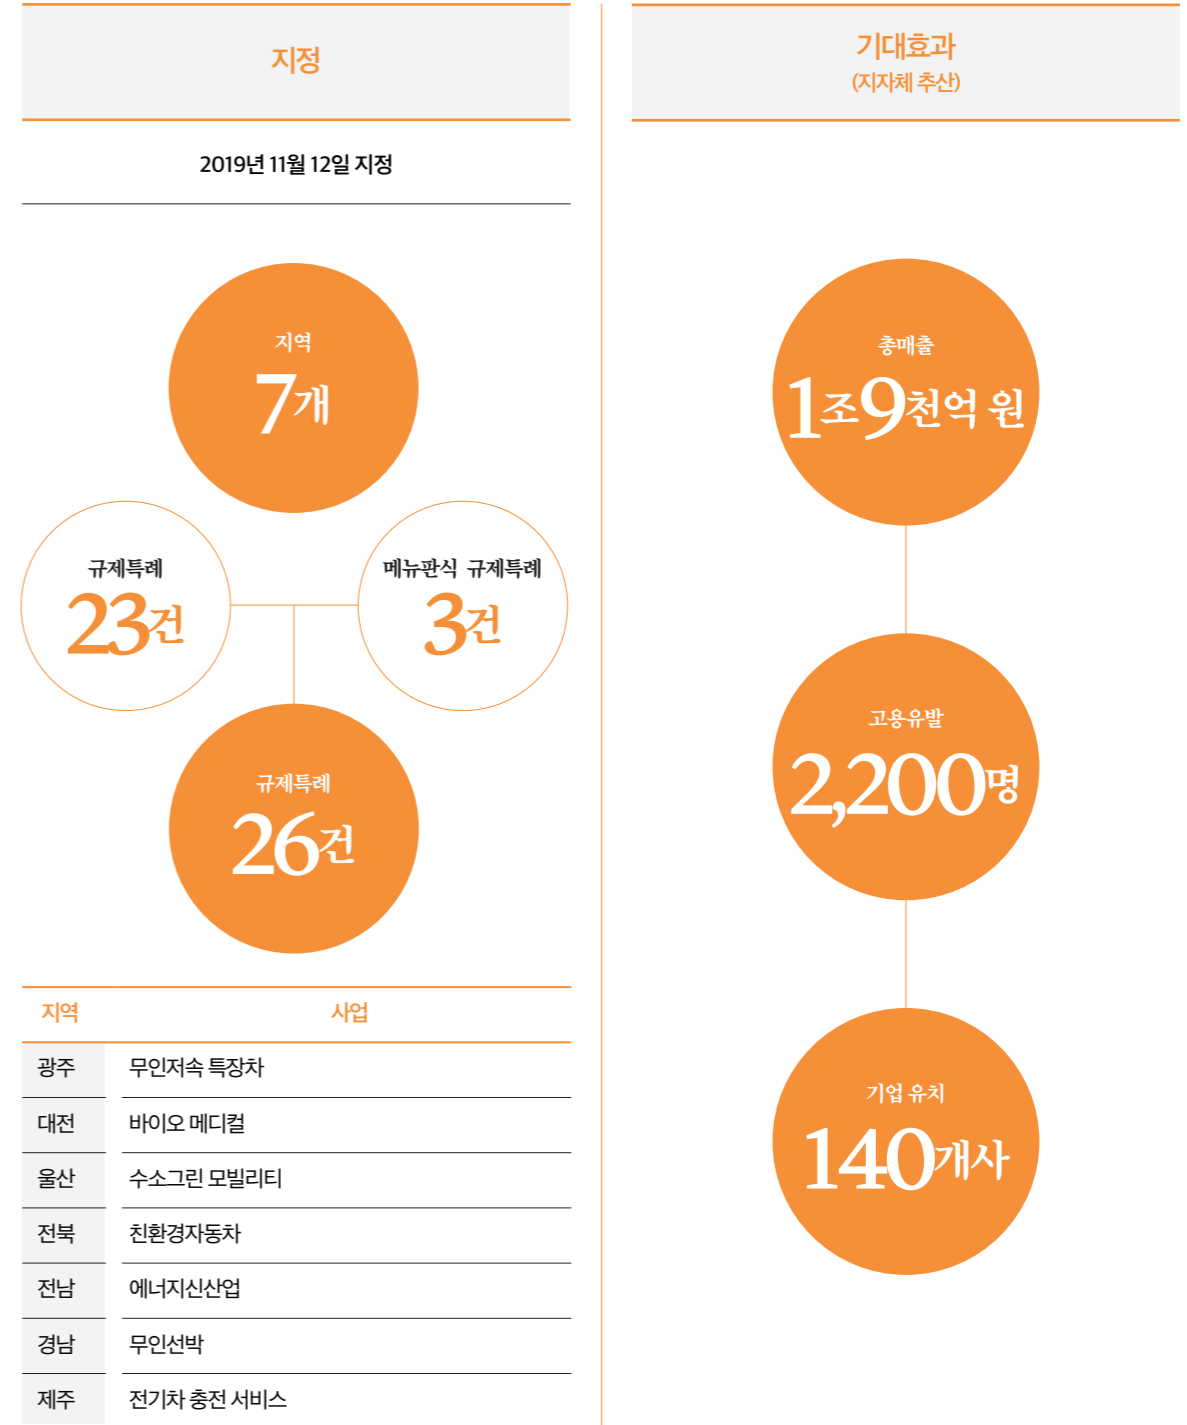 지정
2019년 11월 12일 지정
지역
7개
규제특례
23건
메뉴판식 규제특례
3건
규제특례
26건
지역 사업
광주 무인저속 특장차
대전 바이오 메디컬
울산 수소그린 모빌리티
전북 친환경자동차
전남 에너지신산업
경남 무인선박
제주 전기차 충전 서비스
기대효과
(지자체 추산)
총매출
1조9천억 원
고용유발
2,200명
기업 유치
140개사